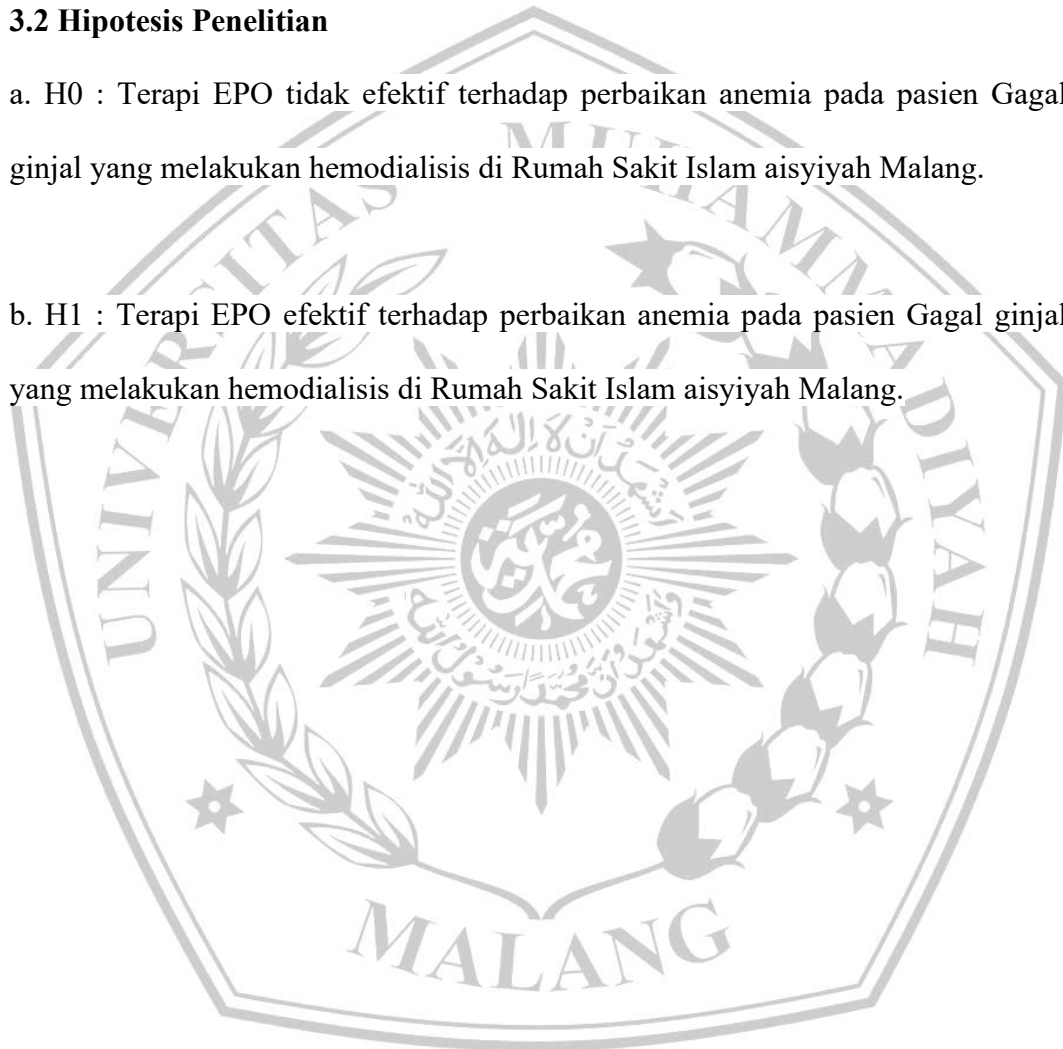 3.2 Hipotesis Penelitian
a. H0 : Terapi EPO tidak efektif terhadap perbaikan anemia pada pasien Gagal
ginjal yang melakukan hemodialisis di Rumah Sakit Islam aisyiyah Malang.
b. H1 : Terapi EPO efektif terhadap perbaikan anemia pada pasien Gagal ginjal
yang melakukan hemodialisis di Rumah Sakit Islam aisyiyah Malang.
MALANG